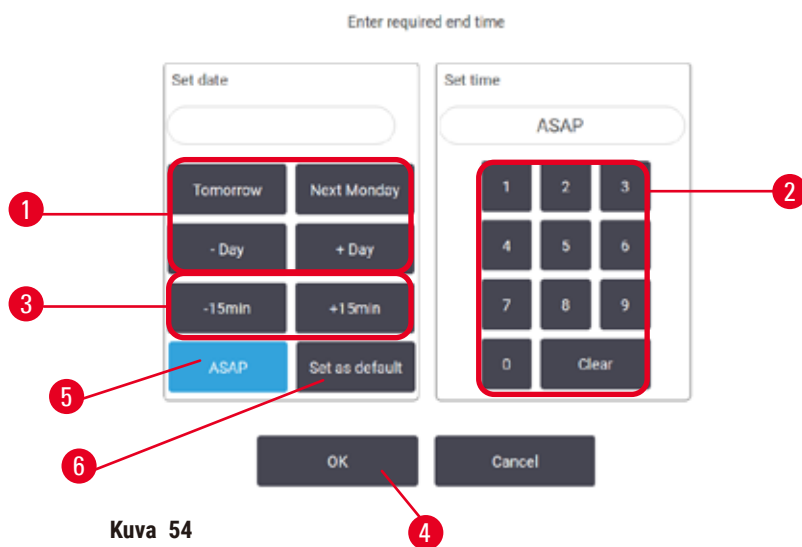 Enter required end time
Set date
Set time
ASAP
Tomorrow
Next Monday
1
2
3
2
1
- Day
+ Day
4
5
6
3
-15min
+15min
7
8
9
ASAP
Set as default
0
Clear
5
6
OK
Cancel
4
Kuva 54